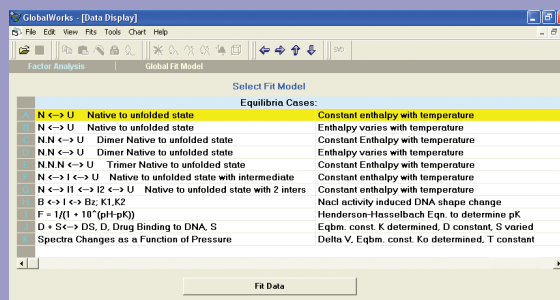 GlobalWorks - [Data Display]
File Edit View Fits Tools Chart Help
SVD
Factor Analysis Global Fit Model
Select Fit Model
Equilibria Cases:
N <--> U Native to unfolded state Constant enthalpy with temperature
N <--> U Native to unfolded state Enthalpy varies with temperature
N.N <--> U Dimer Native to unfolded state Constant Enthalpy with temperature
N.N <--> U Dimer Native to unfolded state Enthalpy varies with temperature
N.N.N <--> U Trimer Native to unfolded state Constant Enthalpy with temperature
N <--> I <--> U Native to unfolded state with intermediate Constant Enthalpy with temperature
N <--> I1 <--> I2 <--> U Native to unfolded state with 2 inters Constant Enthalpy with temperature
B <-> I <-> Bz; K1,K2 Nacl activity induced DNA shape change
F = 1/(1 + 10^(pH-pK)) Henderson-Hasselbach Eqn. to determine pK
D + S<--> DS, D, Drug Binding to DNA, S Eqbm. const. K determined, D constant, S varied
Spectra Changes as a Function of Pressure Delta V, Eqbm. const. Ko determined, T constant
Fit Data